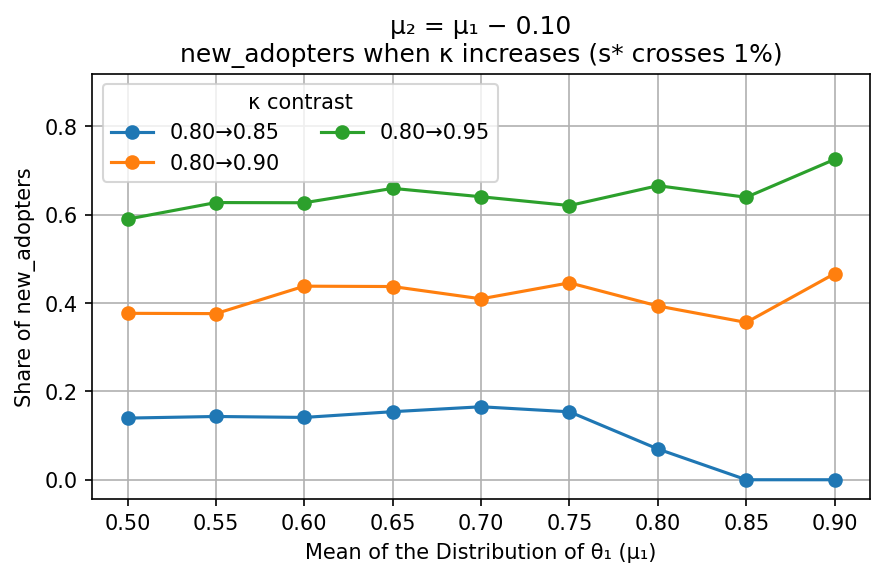 μ₂ = μ₁ − 0.10
new_adopters when κ increases (s* crosses 1%)
κ contrast
0.80→0.85
0.80→0.90
0.80→0.95
Share of new_adopters
0.8
0.6
0.4
0.2
0.0
0.50 0.55 0.60 0.65 0.70 0.75 0.80 0.85 0.90
Mean of the Distribution of θ₁ (μ₁)